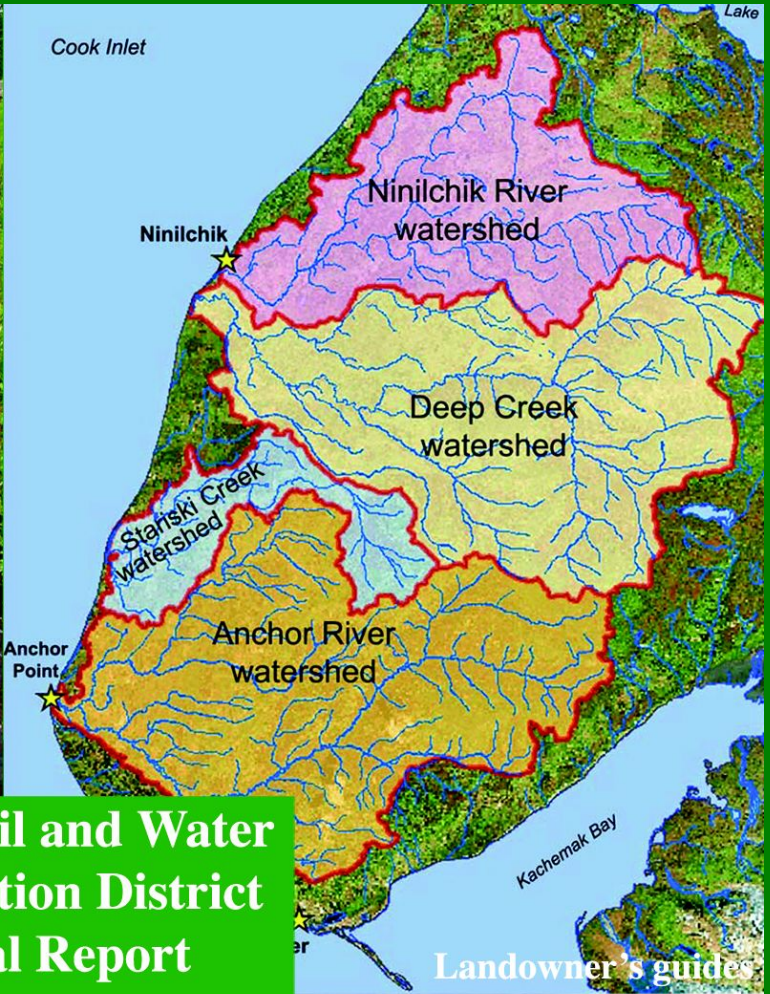 Cook Inlet
Lake
Ninilchik River
watershed
Ninilchik
Deep Creek
watershed
Stariski Creek
watershed
Anchor River
watershed
Anchor
Point
Kachemak Bay
il and Water
tion District
al Report
er
Landowner's guides